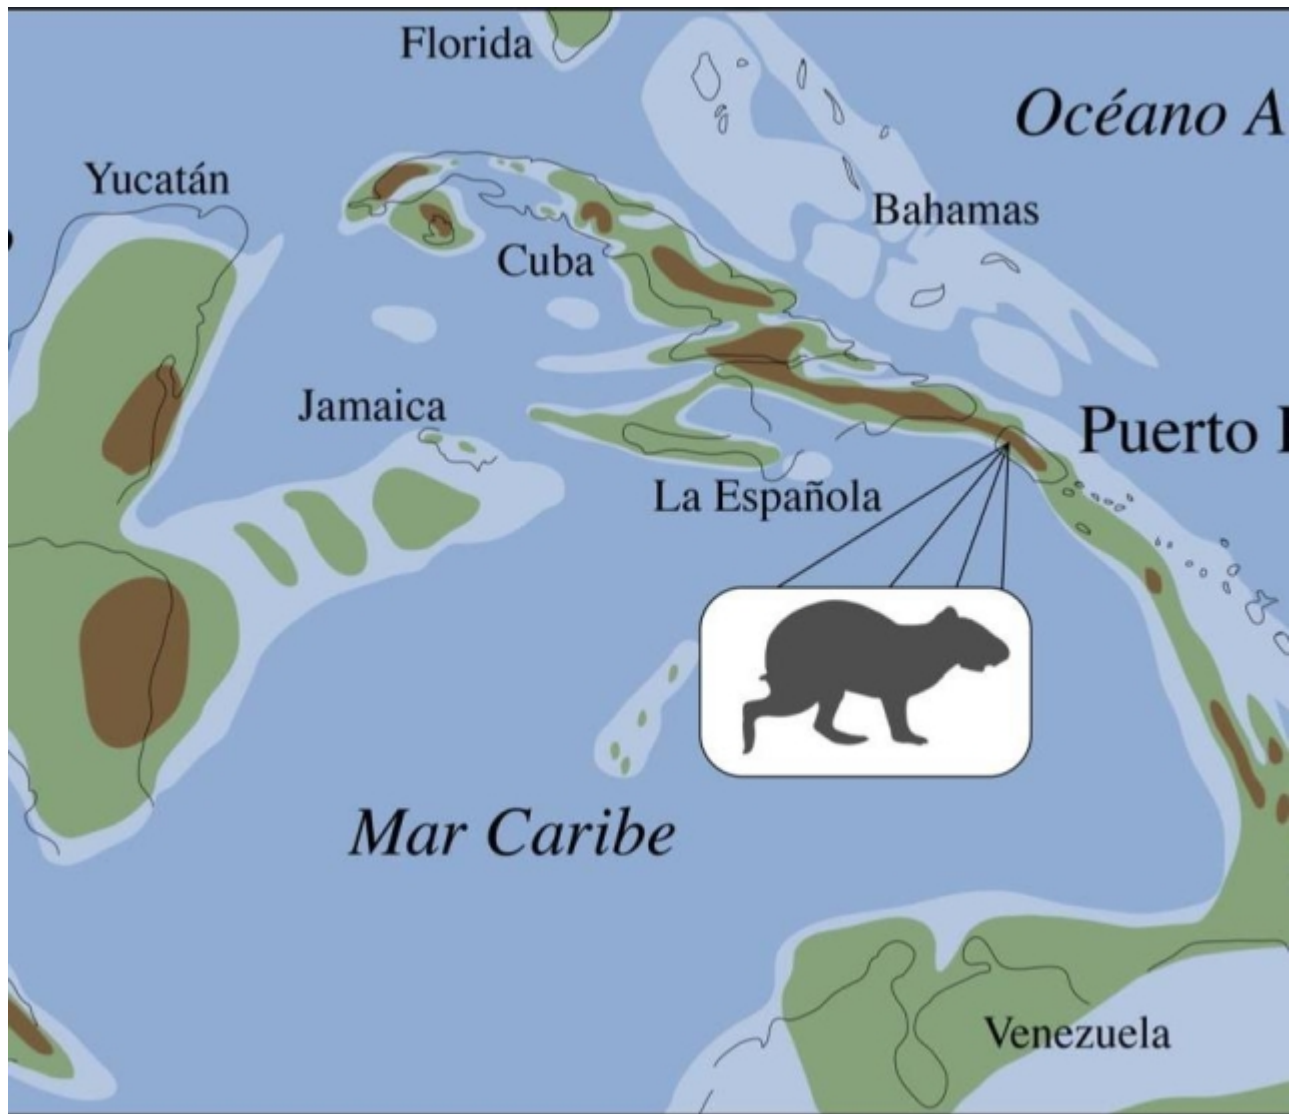 Florida
Océano A
Yucatán
Bahamas
Cuba
Jamaica
Puerto
La Española
Mar Caribe
Venezuela